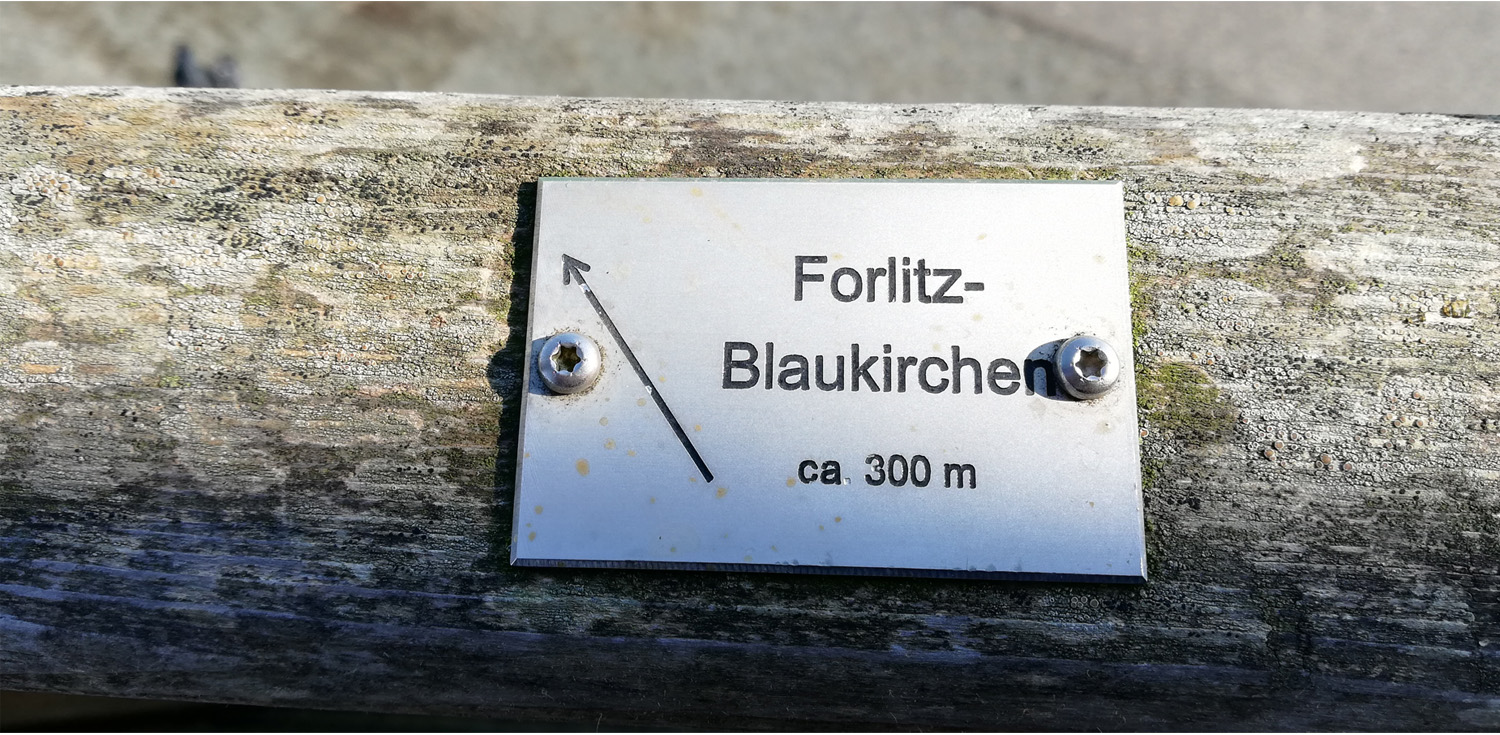 Forlitz-
Blaukirchen
ca. 300 m